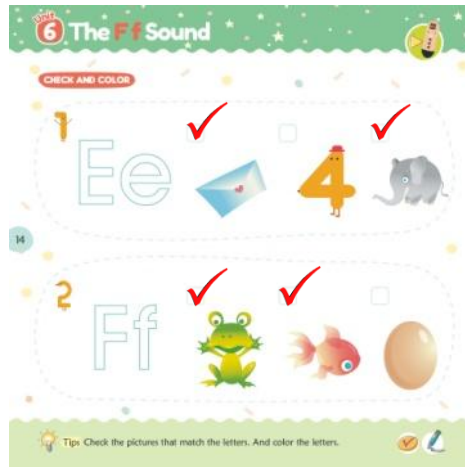 Unit
6 The Ff Sound
CHECK AND COLOR
1
Ee
4
14
2
Ff
Tips Check the pictures that match the letters. And color the letters.